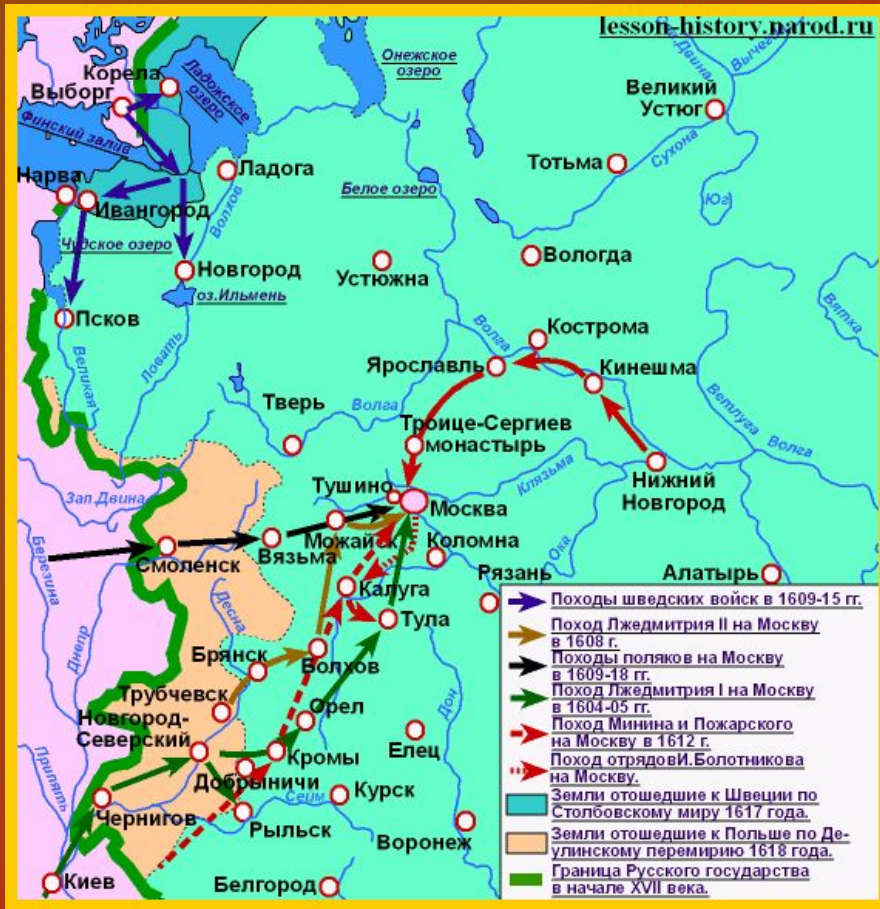 lesson-history.narod.ru
Онежское
озеро
Сев.Двина
Вычегда
Корела
Выборг
Ладожское
озеро
Финский залив
Великий
Устюг
Тотьма
Сухона
Юг
Нарва
Ладога
Белое озеро
Ивангород
Волхов
Чудское озеро
Новгород
оз.Ильмень
Устюжна
Вологда
Псков
Великая
Ловать
Волга
Кострома
Вятка
Ярославль
Кинешма
Ветлуга
Волга
Тверь
Волга
Троице-Сергиев
монастырь
Нижний
Новгород
Клязьма
Зап.Двина
Тушино
Москва
Можайск
Вязьма
Смоленск
Коломна
Ока
Березина
Калуга
Рязань
Алатырь
Тула
Днепр
Десна
Брянск
Волхов
Трубчевск
Новгород-
Северский
Орел
Дон
Елец
Кромы
Добрыничи
Припять
Чернигов
Рыльск
Сейм
Курск
Воронеж
Киев
Белгород
Походы шведских войск в 1609-15 гг.
Поход Лжедмитрия II на Москву
в 1608 г.
Походы поляков на Москву
в 1609-18 гг.
Поход Лжедмитрия I на Москву
в 1604-05 гг.
Поход Минина и Пожарского
на Москву в 1612 г.
Поход отрядовИ.Болотникова
на Москву.
Земли отошедшие к Швеции по
Столбовскому миру 1617 года.
Земли отошедшие к Польше по Де-
улинскому перемирию 1618 года.
Граница Русского государства
в начале XVII века.